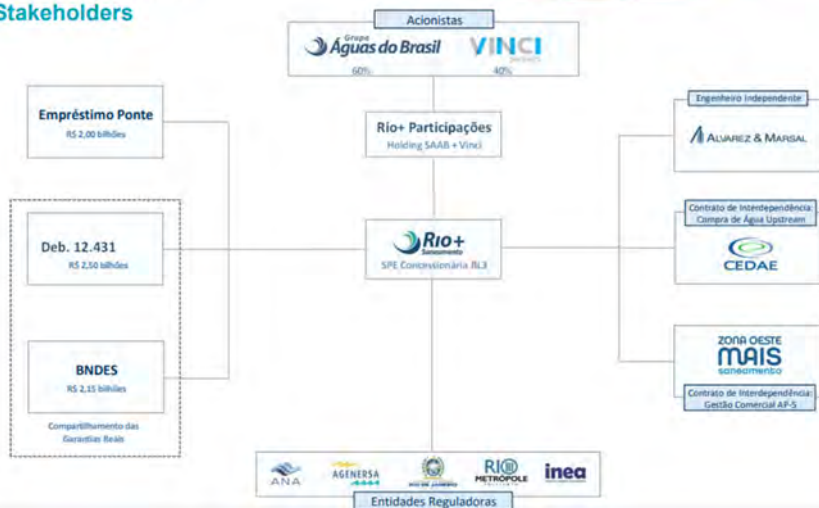 Stakeholders
Acionistas
Grupo
Águas do Brasil
VINCI
60%
40%
Empréstimo Ponte
R$ 2,00 bilhões
Rio+ Participações
Holding SAAB + Vinci
Engenheiro Independente
ALVAREZ & MARSAL
Deb. 12.431
R$ 2,50 bilhões
Rio+
Saneamento
SPE Concessionária BL3
Contrato de Interdependência:
Compra de Água Upstream
CEDAE
BNDES
R$ 2,15 bilhões
Compartilhamento das
Garantias Reais
ZONA OESTE
MAIS
saneamento
Contrato de Interdependência:
Gestão Comercial AP-5
ANA
AGENERSA
RIO DE JANEIRO
RIO
METRÓPOLE
inea
Entidades Reguladoras